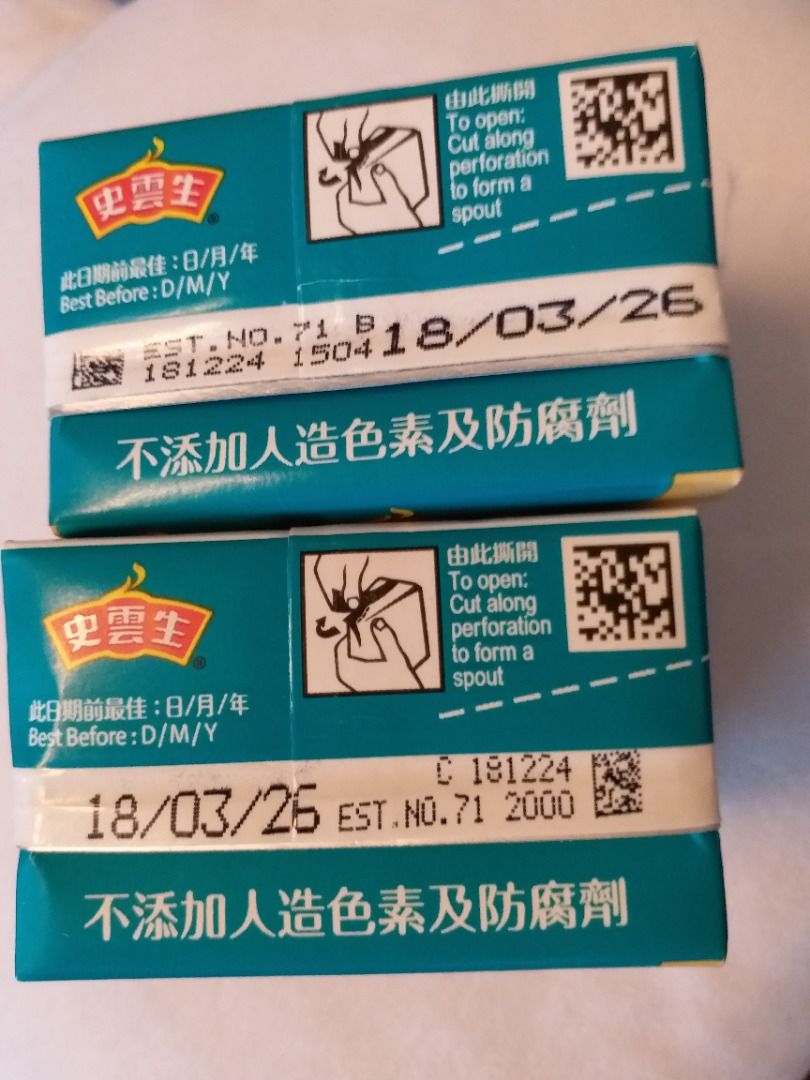 史雲生®
此日期前最佳：日/月/年
Best Before : D/M/Y
由此撕開
To open:
Cut along
perforation
to form a
spout
EST.NO.71 B
181224 1504
18/03/26
不添加人造色素及防腐劑
史雲生®
此日期前最佳：日/月/年
Best Before : D/M/Y
由此撕開
To open:
Cut along
perforation
to form a
spout
18/03/26
C 181224
EST.NO.71 2000
不添加人造色素及防腐劑